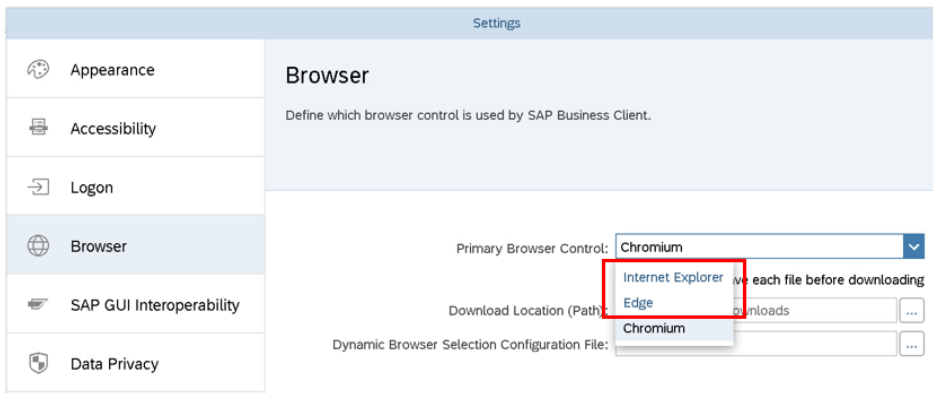 Settings
Appearance
Accessibility
Logon
Browser
SAP GUI Interoperability
Data Privacy
Browser
Define which browser control is used by SAP Business Client.
Primary Browser Control: Chromium
Internet Explorer
each file before downloading
Edge
Download Location (Path):
...
Chromium
Dynamic Browser Selection Configuration File:
...